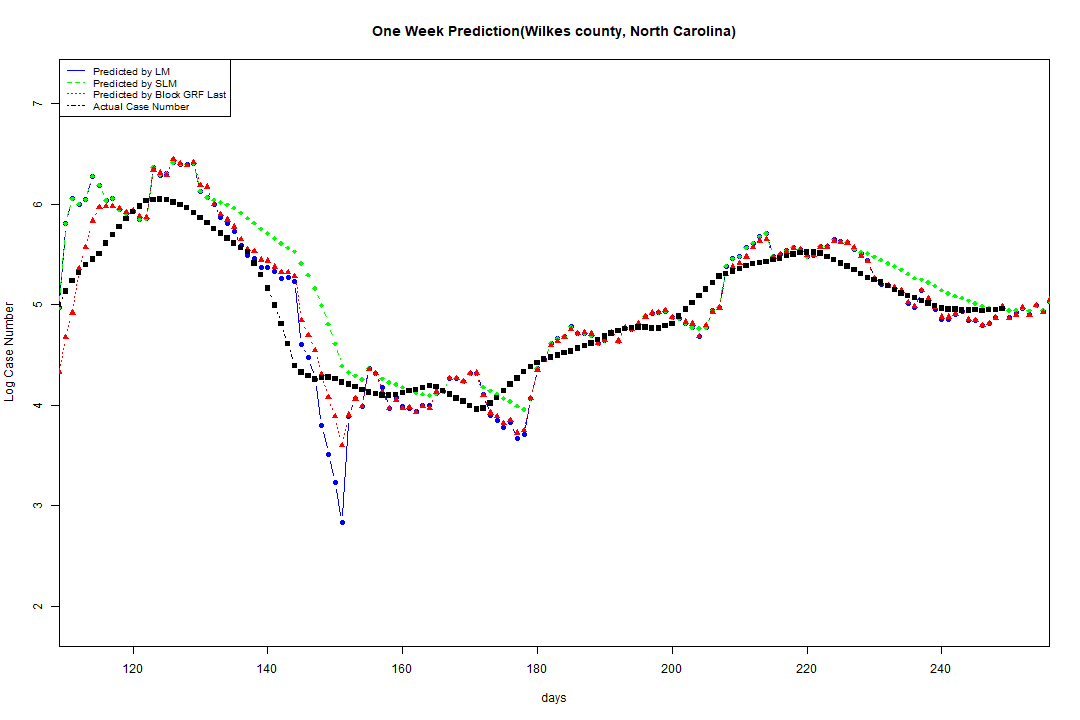 One Week Prediction(Wilkes county, North Carolina)
Predicted by LM
Predicted by SLM
Predicted by Block GRF Last
Actual Case Number
7
6
5
4
3
2
Log Case Number
120 140 160 180 200 220 240
days